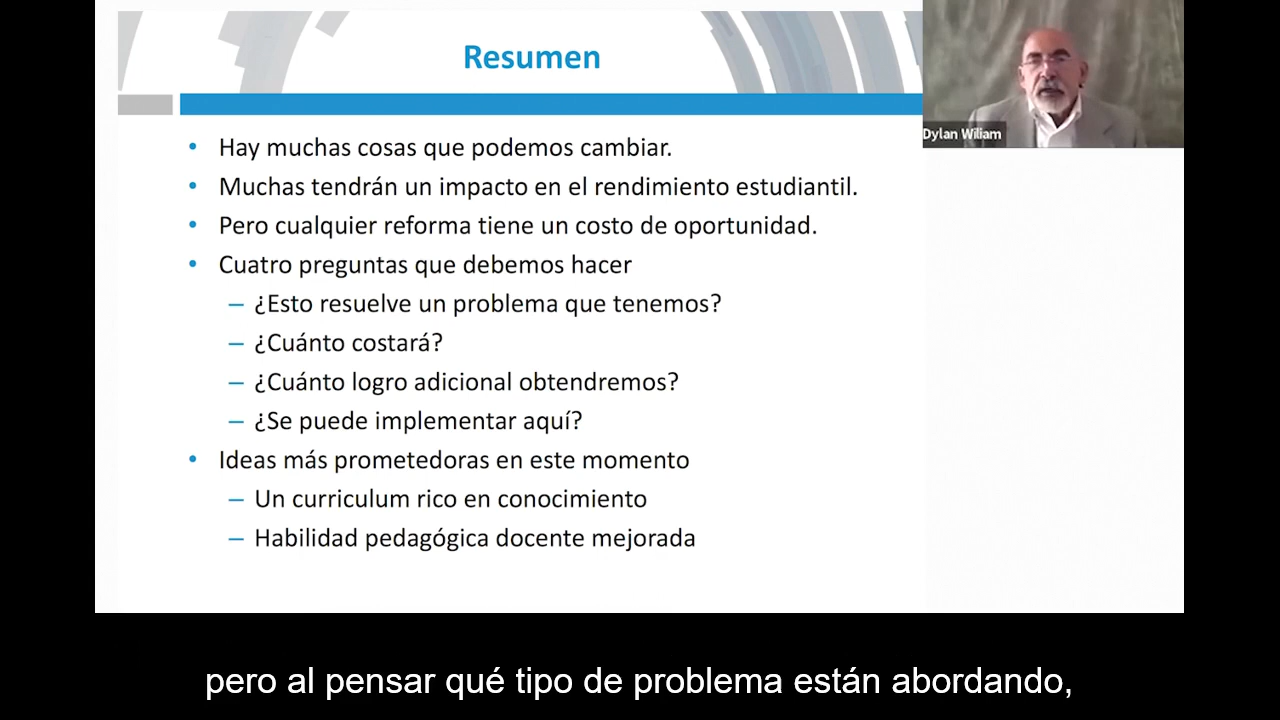 Resumen
Dylan Wiliam
• Hay muchas cosas que podemos cambiar.
• Muchas tendrán un impacto en el rendimiento estudiantil.
• Pero cualquier reforma tiene un costo de oportunidad.
• Cuatro preguntas que debemos hacer
– ¿Esto resuelve un problema que tenemos?
– ¿Cuánto costará?
– ¿Cuánto logro adicional obtendremos?
– ¿Se puede implementar aquí?
• Ideas más prometedoras en este momento
– Un curriculum rico en conocimiento
– Habilidad pedagógica docente mejorada
pero al pensar qué tipo de problema están abordando,